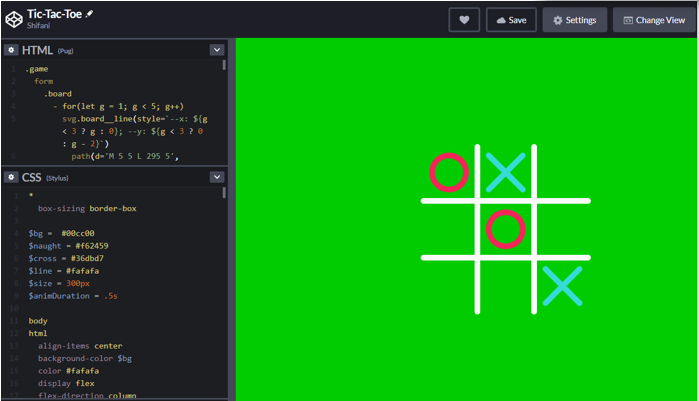 Tic-Tac-Toe
Shifani
Save
Settings
Change View
HTML (Pug)
1 .game
2 form
3 .board
4 - for(let g = 1; g < 5; g++)
5 svg.board__line(style=`--x: ${g
< 3 ? g : 0}; --y: ${g < 3 ? 0
: g - 2}`)
6 path(d='M 5 5 L 295 5',
CSS (Stylus)
1 *
2 box-sizing border-box
3
4 $bg = #00cc00
5 $naught = #f62459
6 $cross = #36dbd7
7 $line = #fafafa
8 $size = 300px
9 $animDuration = .5s
10
11 body
12 html
13 align-items center
14 background-color $bg
15 color #fafafa
16 display flex
17 flex-direction column